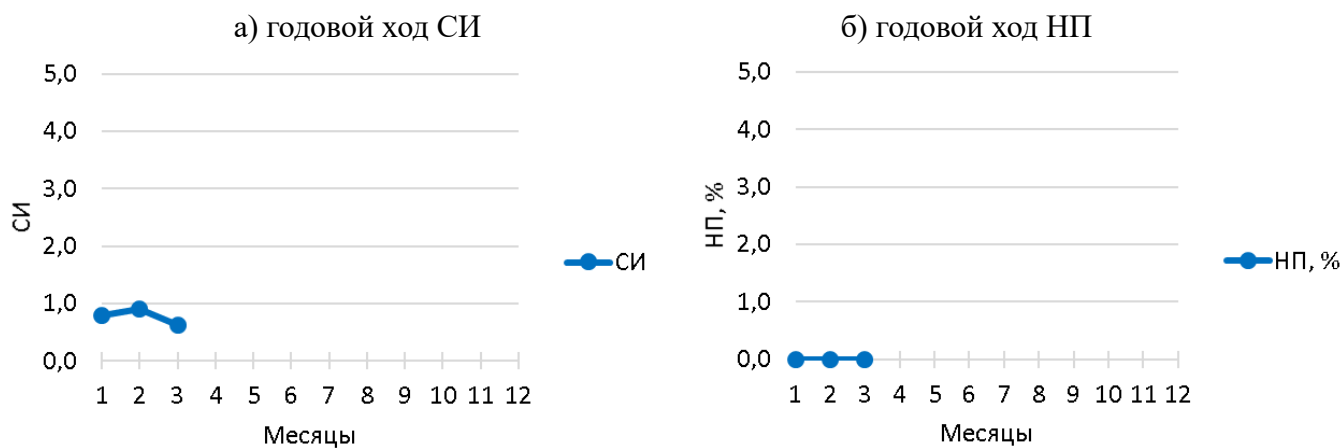 а) годовой ход СИ
5,0
4,0
3,0
2,0
1,0
0,0
СИ
1 2 3 4 5 6 7 8 9 10 11 12
Месяцы
СИ
б) годовой ход НП
5,0
4,0
3,0
2,0
1,0
0,0
НП, %
1 2 3 4 5 6 7 8 9 10 11 12
Месяцы
НП, %